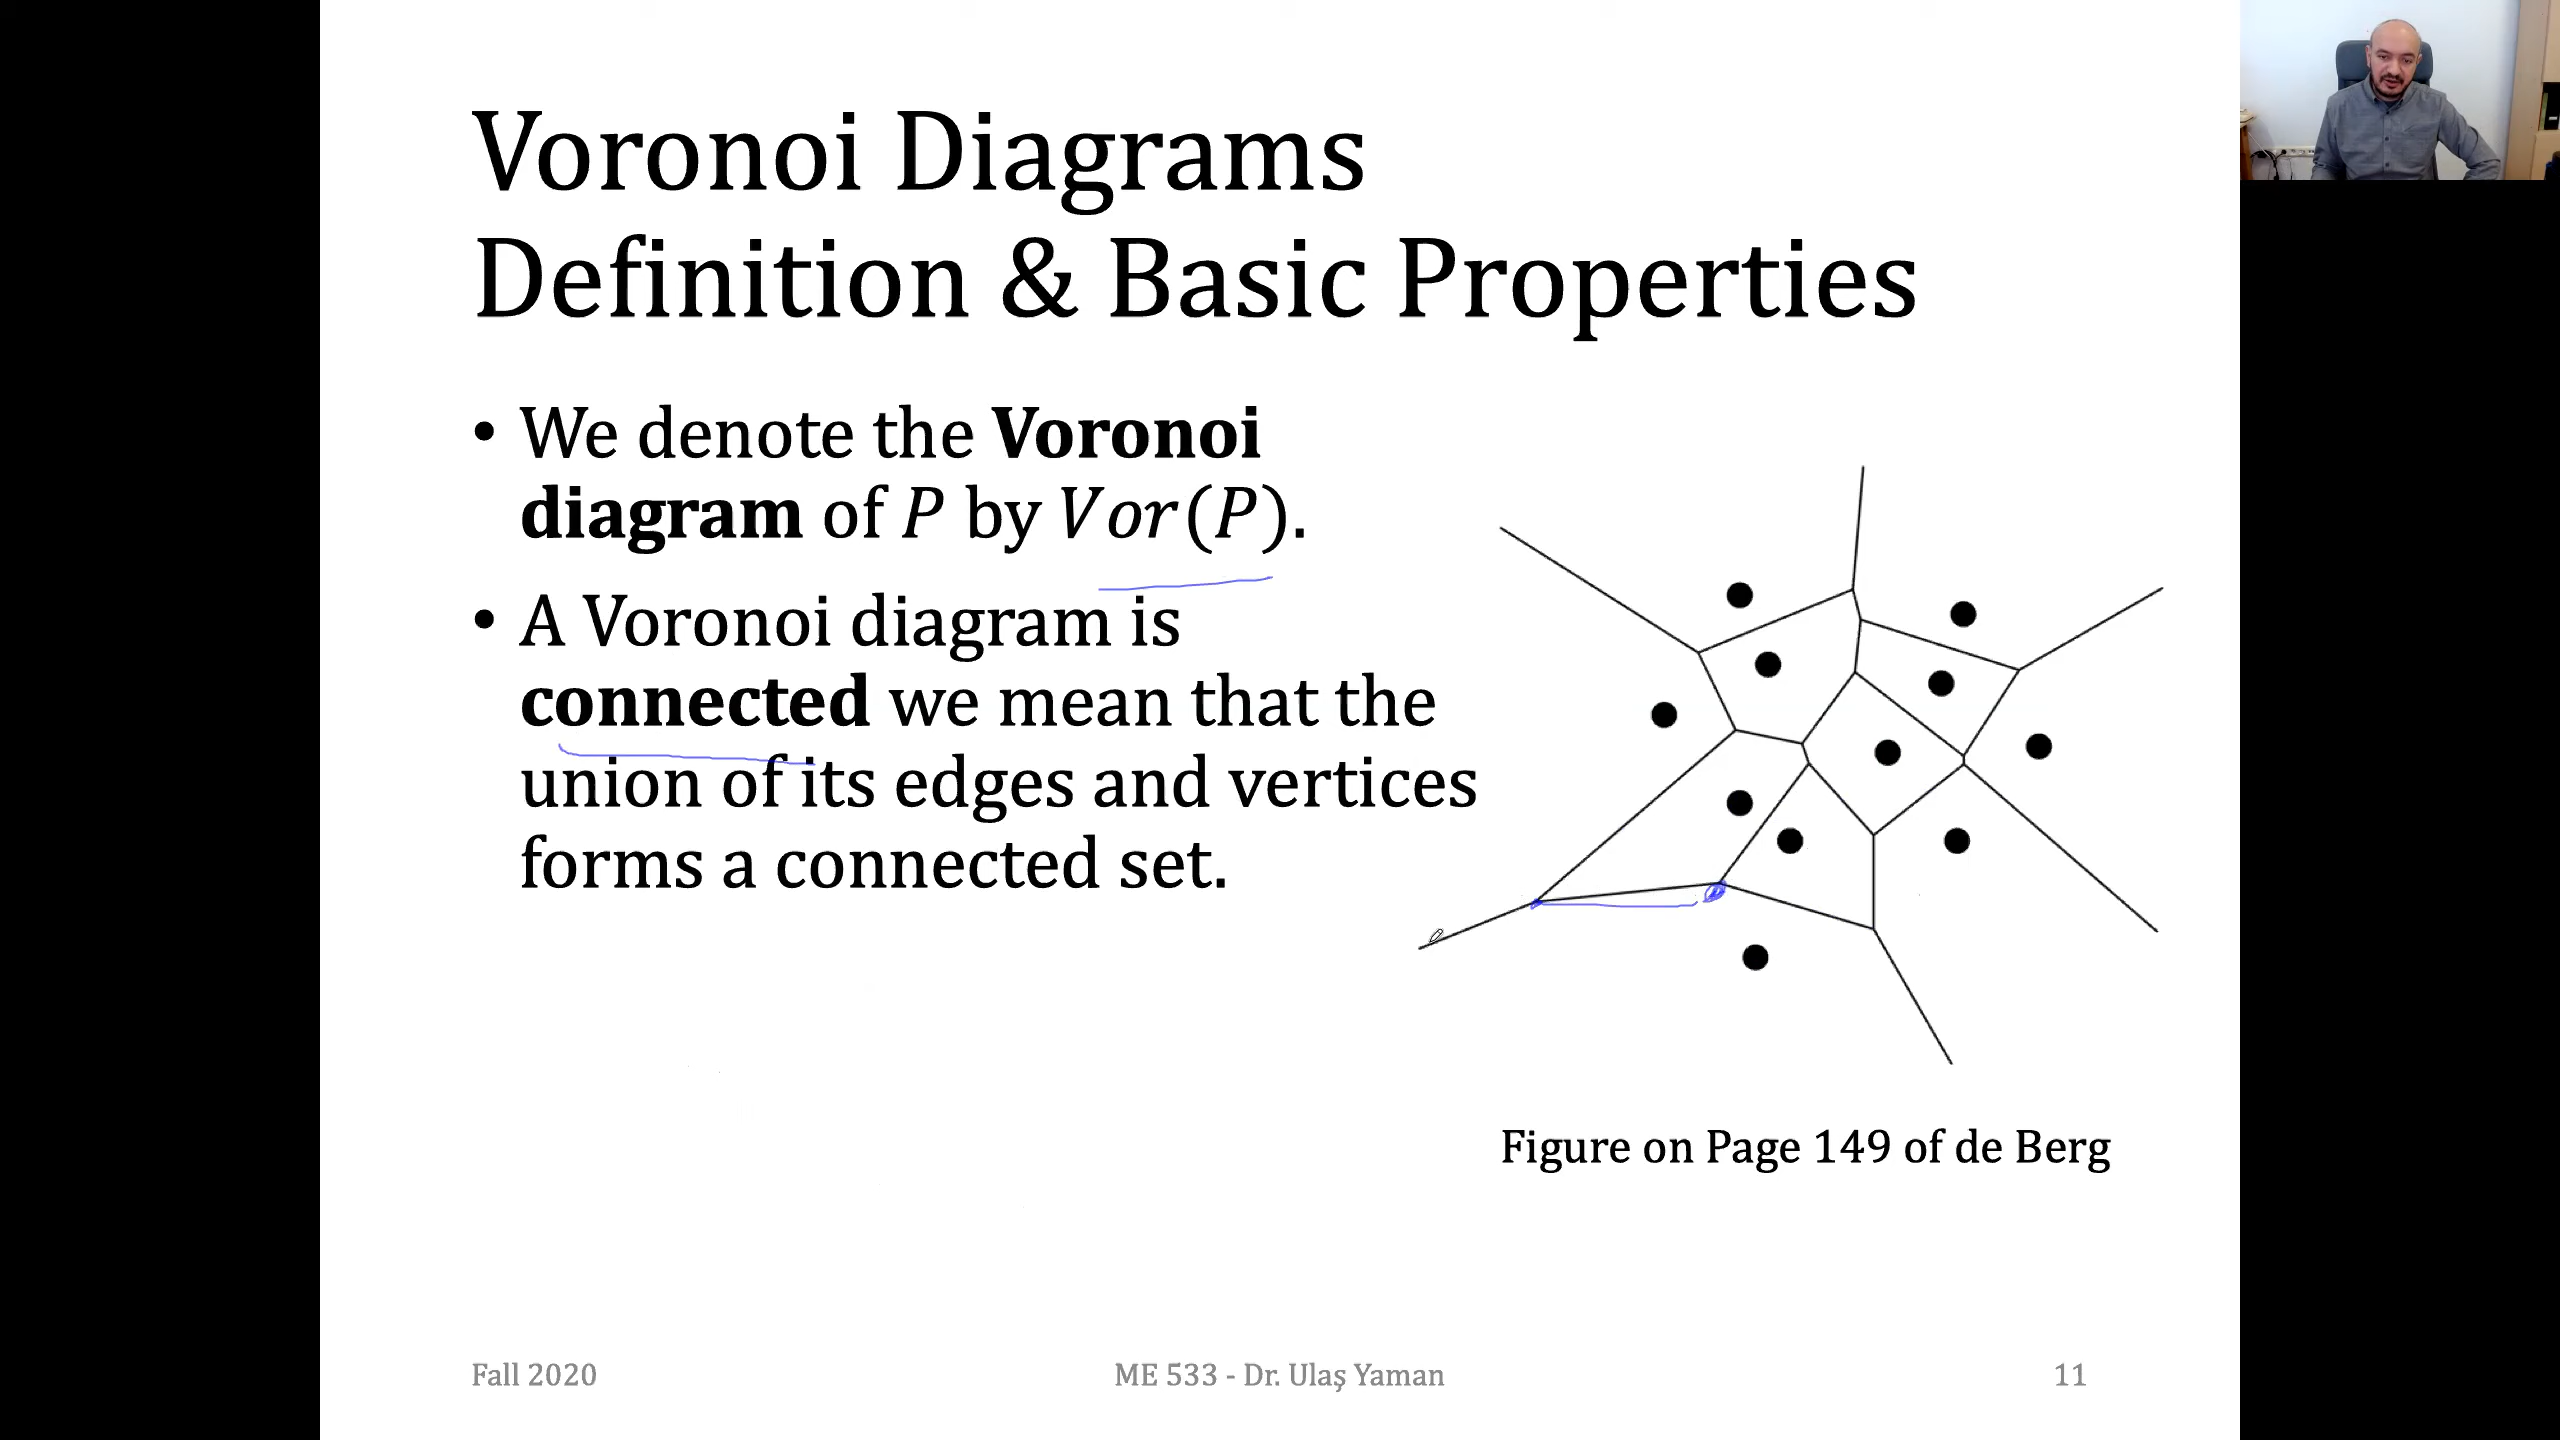 Voronoi Diagrams
Definition & Basic Properties
• We denote the Voronoi
diagram of P by Vor(P).
• A Voronoi diagram is
connected we mean that the
union of its edges and vertices
forms a connected set.
Figure on Page 149 of de Berg
Fall 2020
ME 533 - Dr. Ulaş Yaman
11